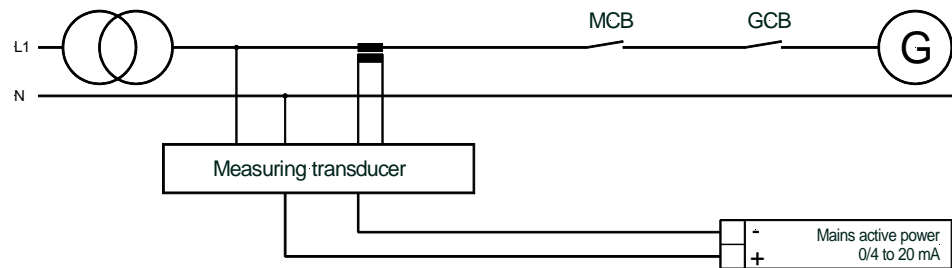 MCB GCB
L1
G
N
Measuring transducer
- Mains active power
+ 0/4 to 20 mA